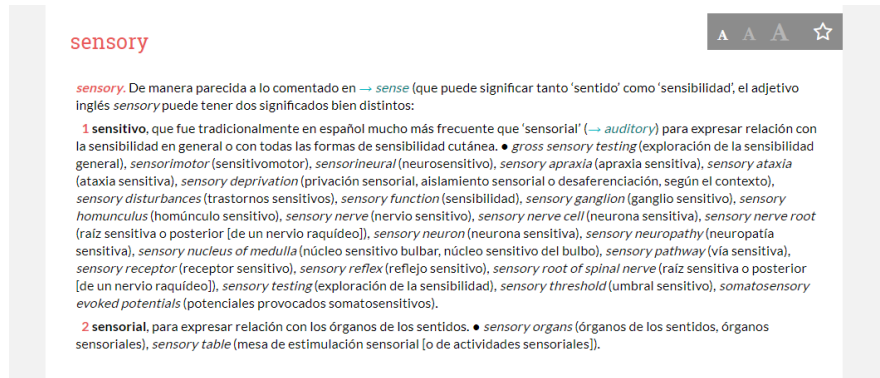 sensory
A A A
sensory. De manera parecida a lo comentado en → sense (que puede significar tanto ‘sentido’ como ‘sensibilidad’, el adjetivo
inglés sensory puede tener dos significados bien distintos:
1 sensitivo, que fue tradicionalmente en español mucho más frecuente que ‘sensorial’ (→ auditory) para expresar relación con
la sensibilidad en general o con todas las formas de sensibilidad cutánea. ● gross sensory testing (exploración de la sensibilidad
general), sensorimotor (sensitivomotor), sensorineural (neurosensitivo), sensory apraxia (apraxia sensitiva), sensory ataxia
(ataxia sensitiva), sensory deprivation (privación sensorial, aislamiento sensorial o desaferenciación, según el contexto),
sensory disturbances (trastornos sensitivos), sensory function (sensibilidad), sensory ganglion (ganglio sensitivo), sensory
homunculus (homúnculo sensitivo), sensory nerve (nervio sensitivo), sensory nerve cell (neurona sensitiva), sensory nerve root
(raíz sensitiva o posterior [de un nervio raquídeo]), sensory neuron (neurona sensitiva), sensory neuropathy (neuropatía
sensitiva), sensory nucleus of medulla (núcleo sensitivo bulbar, núcleo sensitivo del bulbo), sensory pathway (vía sensitiva),
sensory receptor (receptor sensitivo), sensory reflex (reflejo sensitivo), sensory root of spinal nerve (raíz sensitiva o posterior
[de un nervio raquídeo]), sensory testing (exploración de la sensibilidad), sensory threshold (umbral sensitivo), somatosensory
evoked potentials (potenciales provocados somatosensitivos).
2 sensorial, para expresar relación con los órganos de los sentidos. ● sensory organs (órganos de los sentidos, órganos
sensoriales), sensory table (mesa de estimulación sensorial [o de actividades sensoriales]).